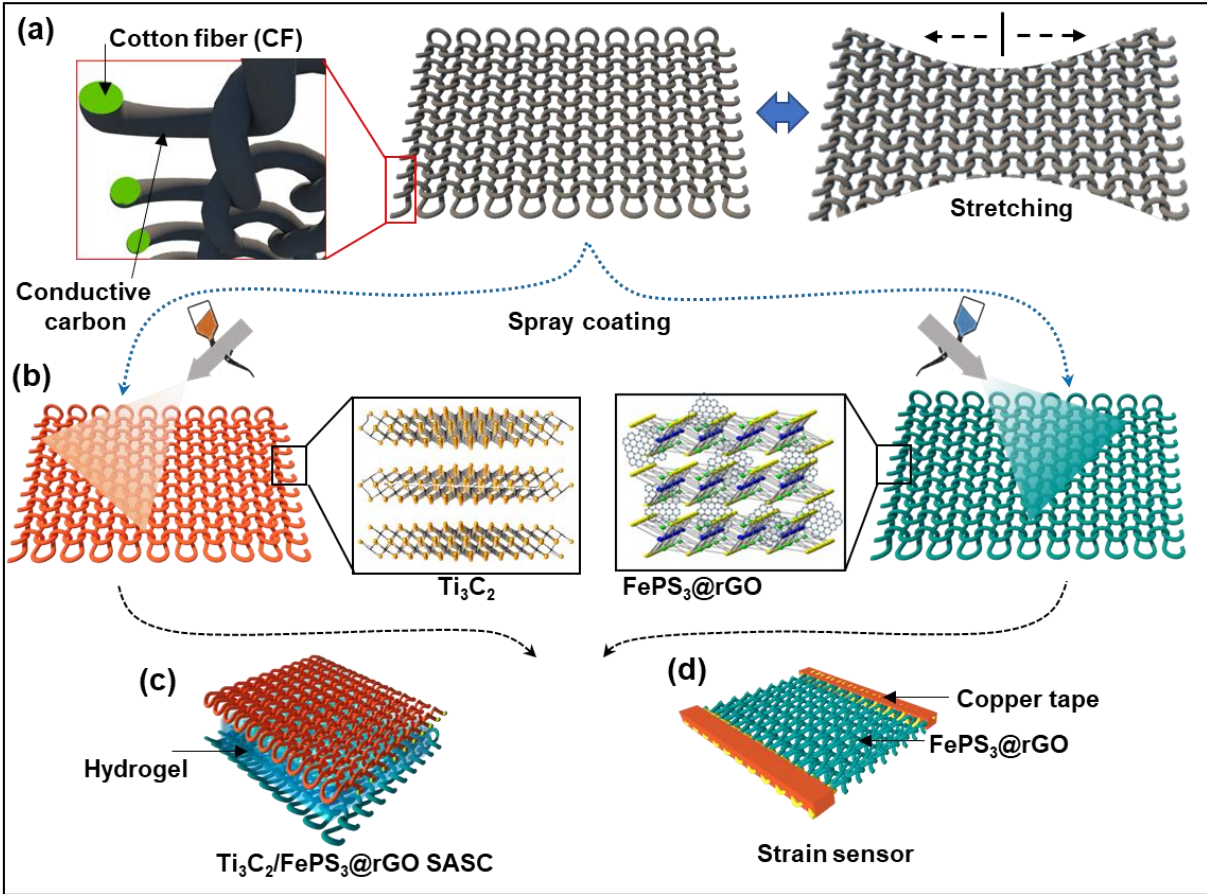 (a)
Cotton fiber (CF)
Stretching
Conductive
carbon
Spray coating
(b)
Ti₃C₂
FePS₃@rGO
(c)
Hydrogel
Ti₃C₂/FePS₃@rGO SASC
(d)
Copper tape
FePS₃@rGO
Strain sensor